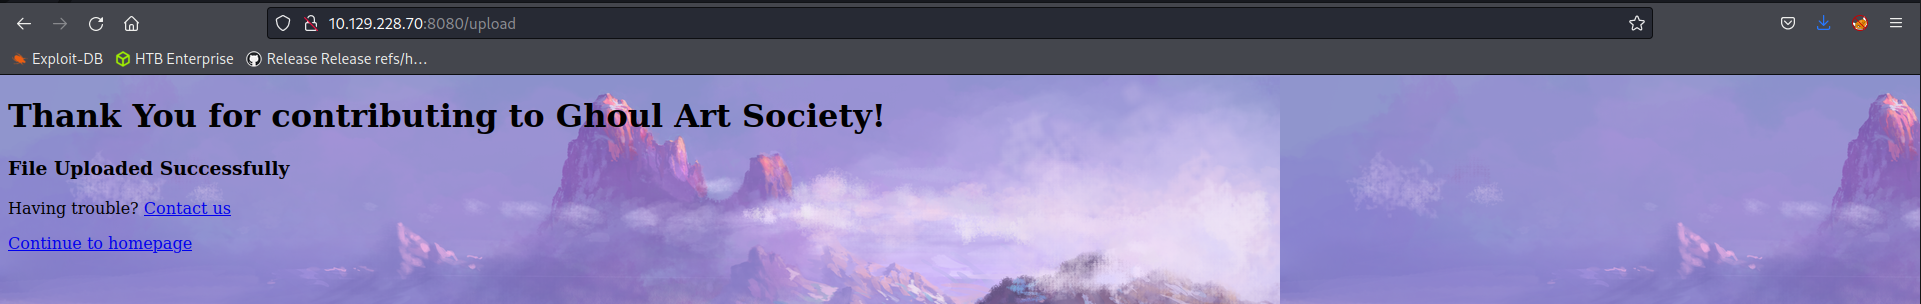 10.129.228.70:8080/upload
Exploit-DB HTB Enterprise Release Release refs/h...
Thank You for contributing to Ghoul Art Society!
File Uploaded Successfully
Having trouble? Contact us
Continue to homepage